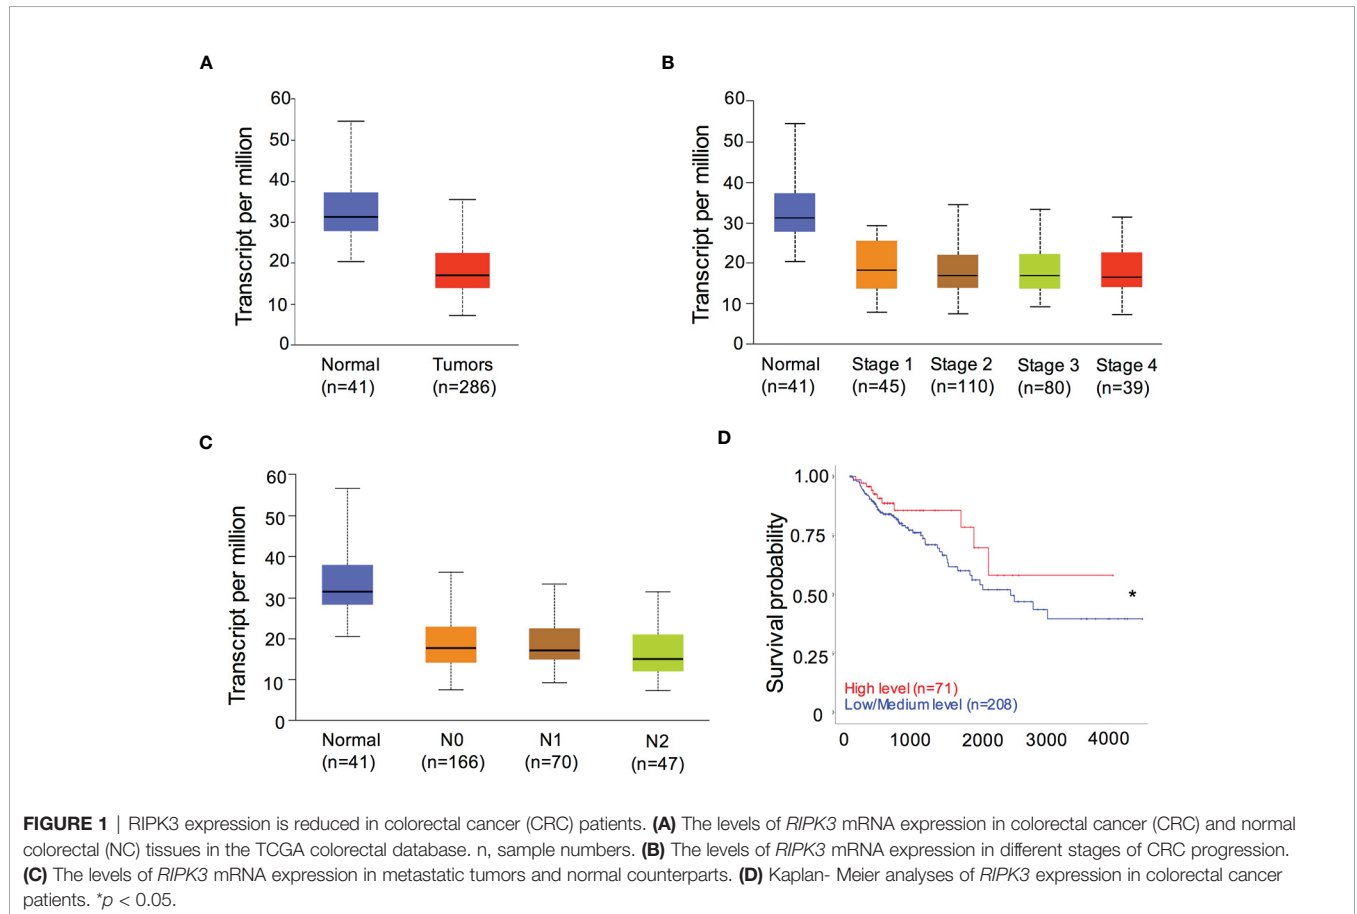 A
Transcript per million
60
50
40
30
20
10
0
Normal
(n=41)
Tumors
(n=286)
B
Transcript per million
60
50
40
30
20
10
0
Normal
(n=41)
Stage 1
(n=45)
Stage 2
(n=110)
Stage 3
(n=80)
Stage 4
(n=39)
C
Transcript per million
60
50
40
30
20
10
0
Normal
(n=41)
N0
(n=166)
N1
(n=70)
N2
(n=47)
D
Survival probability
1.00
0.75
0.50
0.25
0
*
High level (n=71)
Low/Medium level (n=208)
0 1000 2000 3000 4000
FIGURE 1 | RIPK3 expression is reduced in colorectal cancer (CRC) patients. (A) The levels of RIPK3 mRNA expression in colorectal cancer (CRC) and normal
colorectal (NC) tissues in the TCGA colorectal database. n, sample numbers. (B) The levels of RIPK3 mRNA expression in different stages of CRC progression.
(C) The levels of RIPK3 mRNA expression in metastatic tumors and normal counterparts. (D) Kaplan- Meier analyses of RIPK3 expression in colorectal cancer
patients. *p < 0.05.